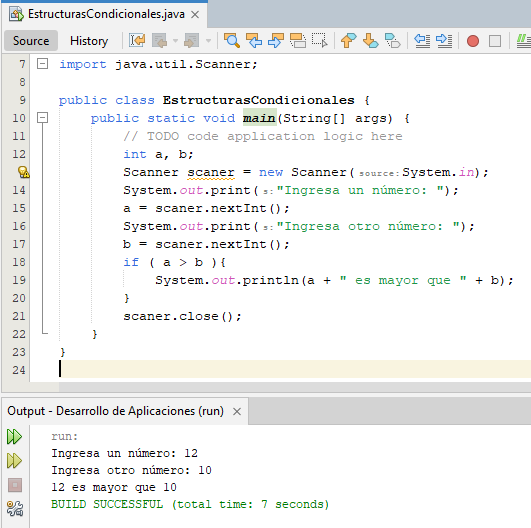 EstructurasCondicionales.java
Source History
7 import java.util.Scanner;
8
9 public class EstructurasCondicionales {
10 public static void main(String[] args) {
11 // TODO code application logic here
12 int a, b;
Scanner scaner = new Scanner( source: System.in);
14 System.out.print( s: "Ingresa un número: ");
15 a = scaner.nextInt();
16 System.out.print( s: "Ingresa otro número: ");
17 b = scaner.nextInt();
18 if ( a > b ){
19 System.out.println(a + " es mayor que " + b);
20 }
21 scaner.close();
22 }
23 }
24
Output - Desarrollo de Aplicaciones (run)
run:
Ingresa un número: 12
Ingresa otro número: 10
12 es mayor que 10
BUILD SUCCESSFUL (total time: 7 seconds)